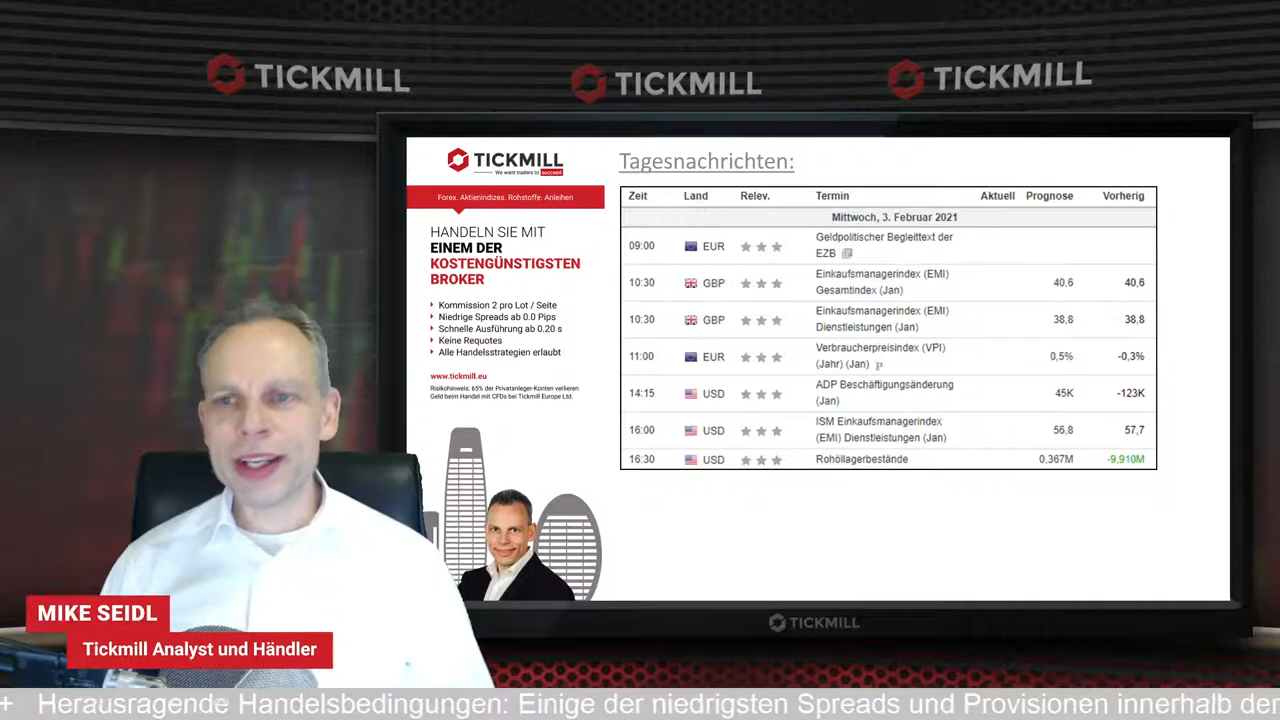 TICKMILL
TICKMILL
TICKMILL
TICKMILL
We want traders to succeed
Forex. Aktienindizes. Rohstoffe. Anleihen
HANDELN SIE MIT
EINEM DER
KOSTENGÜNSTIGSTEN
BROKER
Kommission 2 pro Lot / Seite
Niedrige Spreads ab 0.0 Pips
Schnelle Ausführung ab 0.20 s
Keine Requotes
Alle Handelsstrategien erlaubt
www.tickmill.eu
Risikohinweis: 65% der Privatanleger-Konten verlieren
Geld beim Handel mit CFDs bei Tickmill Europe Ltd.
Tagesnachrichten:
Zeit Land Relev. Termin Aktuell Prognose Vorherig
Mittwoch, 3. Februar 2021
09:00 EUR Geldpolitischer Begleittext der
EZB
10:30 GBP Einkaufsmanagerindex (EMI)
Gesamtindex (Jan) 40,6 40,6
10:30 GBP Einkaufsmanagerindex (EMI)
Dienstleistungen (Jan) 38,8 38,8
11:00 EUR Verbraucherpreisindex (VPI)
(Jahr) (Jan) P 0,5% -0,3%
14:15 USD ADP Beschäftigungsänderung
(Jan) 45K -123K
16:00 USD ISM Einkaufsmanagerindex
(EMI) Dienstleistungen (Jan) 56,8 57,7
16:30 USD Rohöllagerbestände 0,367M -9,910M
TICKMILL
MIKE SEIDL
Tickmill Analyst und Händler
+ Herausragende Handelsbedingungen: Einige der niedrigsten Spreads und Provisionen innerhalb der